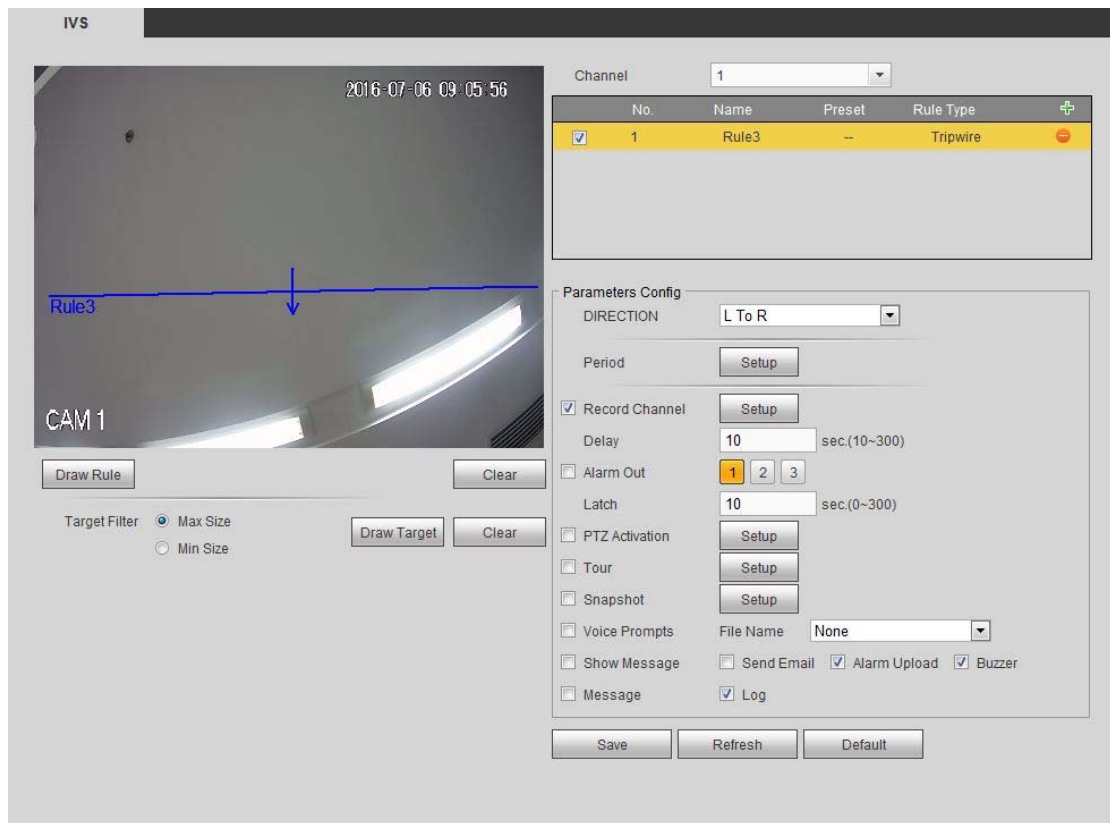 IVS
2016-07-06 09:05:56
Rule3
CAM 1
Draw Rule
Clear
Target Filter
Max Size
Min Size
Draw Target
Clear
Channel 1
No. Name Preset Rule Type
1 Rule3 -- Tripwire
Parameters Config
DIRECTION L To R
Period Setup
Record Channel Setup
Delay 10 sec.(10~300)
Alarm Out 1 2 3
Latch 10 sec.(0~300)
PTZ Activation Setup
Tour Setup
Snapshot Setup
Voice Prompts File Name None
Show Message Send Email Alarm Upload Buzzer
Message Log
Save Refresh Default